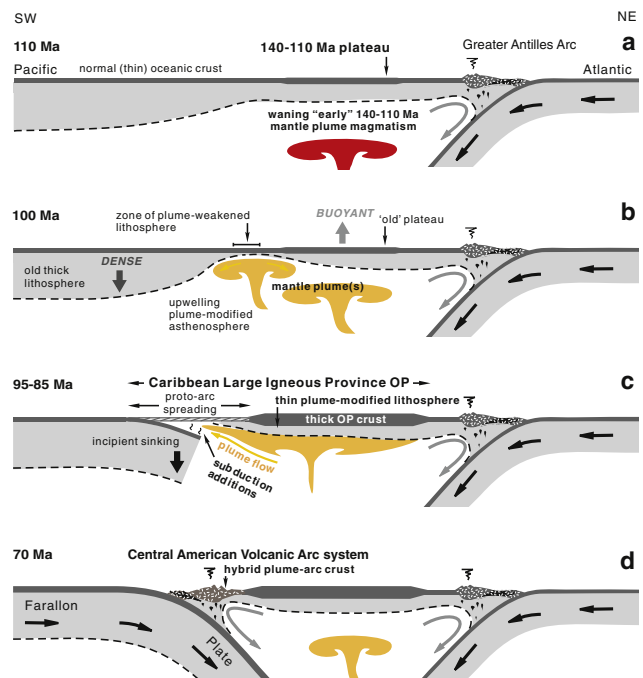 SW
NE
110 Ma
140-110 Ma plateau
Greater Antilles Arc
a
Pacific
normal (thin) oceanic crust
Atlantic
waning “early” 140-110 Ma
mantle plume magmatism
100 Ma
zone of plume-weakened
lithosphere
BUOYANT
‘old’ plateau
b
old thick
lithosphere
DENSE
mantle plume(s)
upwelling
plume-modified
asthenosphere
95-85 Ma
Caribbean Large Igneous Province OP
c
proto-arc
spreading
thin plume-modified lithosphere
thick OP crust
incipient sinking
plume flow
subduction
additions
70 Ma
Central American Volcanic Arc system
d
hybrid plume-arc crust
Farallon
Plate